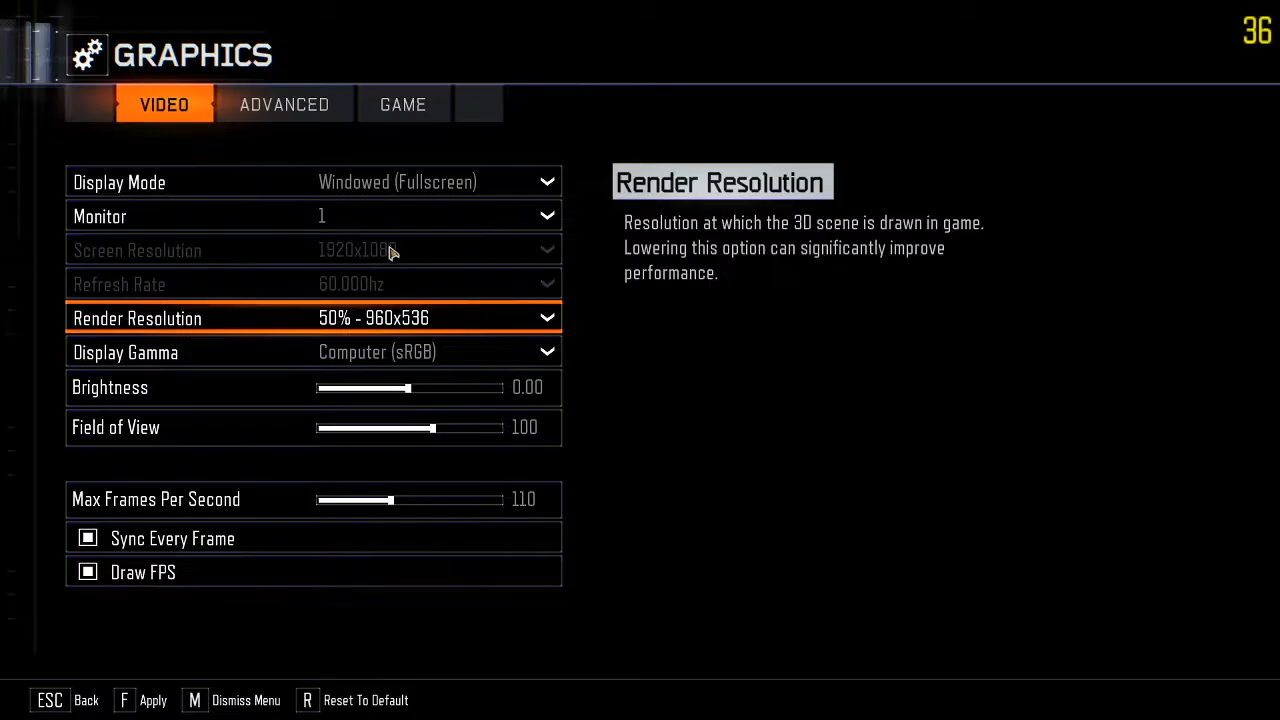 36
GRAPHICS
VIDEO ADVANCED GAME
Display Mode Windowed (Fullscreen)
Render Resolution
Monitor 1
Resolution at which the 3D scene is drawn in game.
Lowering this option can significantly improve
performance.
Screen Resolution 1920x1080
Refresh Rate 60.000hz
Render Resolution 50% - 960x536
Display Gamma Computer (sRGB)
Brightness 0.00
Field of View 100
Max Frames Per Second 110
Sync Every Frame
Draw FPS
ESC Back F Apply M Dismiss Menu R Reset To Default